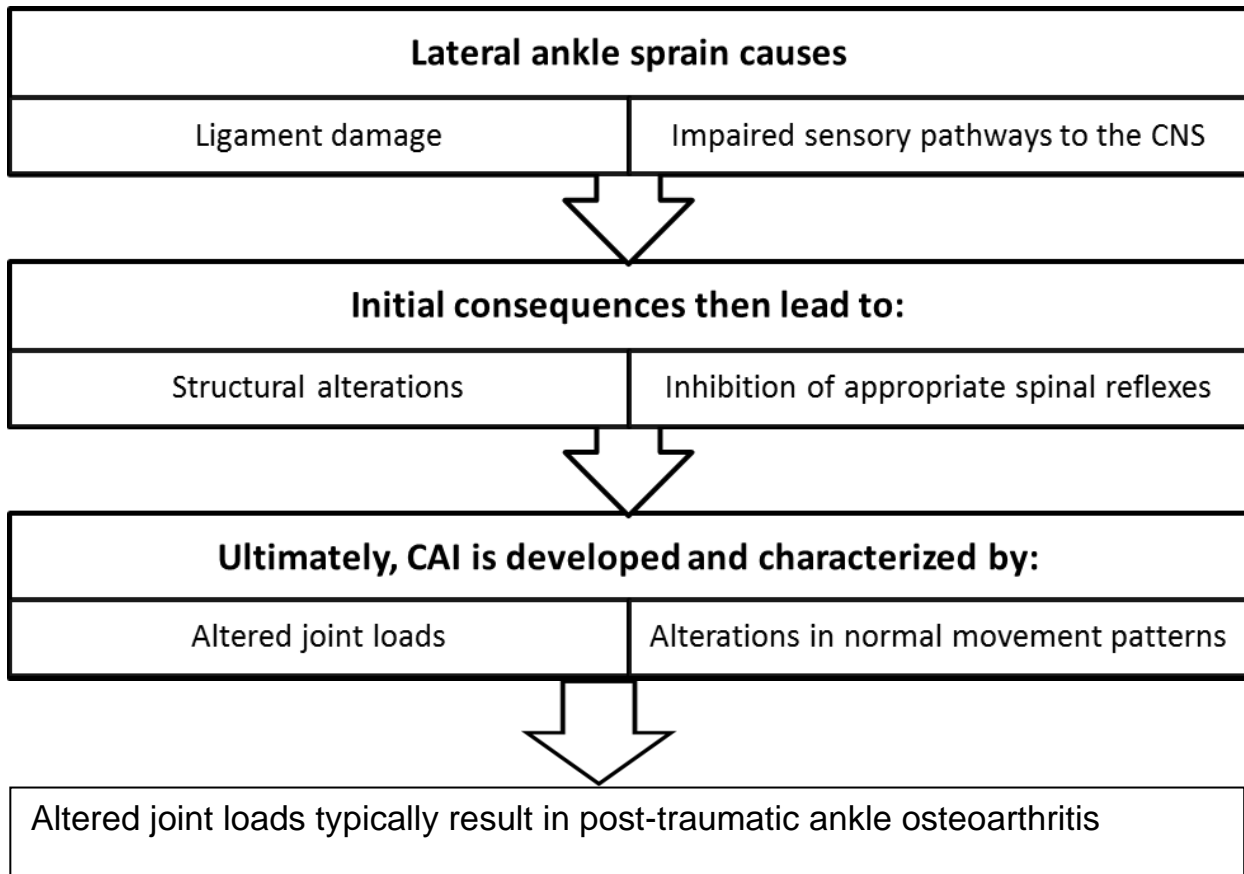 Lateral ankle sprain causes
Ligament damage
Impaired sensory pathways to the CNS
Initial consequences then lead to:
Structural alterations
Inhibition of appropriate spinal reflexes
Ultimately, CAI is developed and characterized by:
Altered joint loads
Alterations in normal movement patterns
Altered joint loads typically result in post-traumatic ankle osteoarthritis